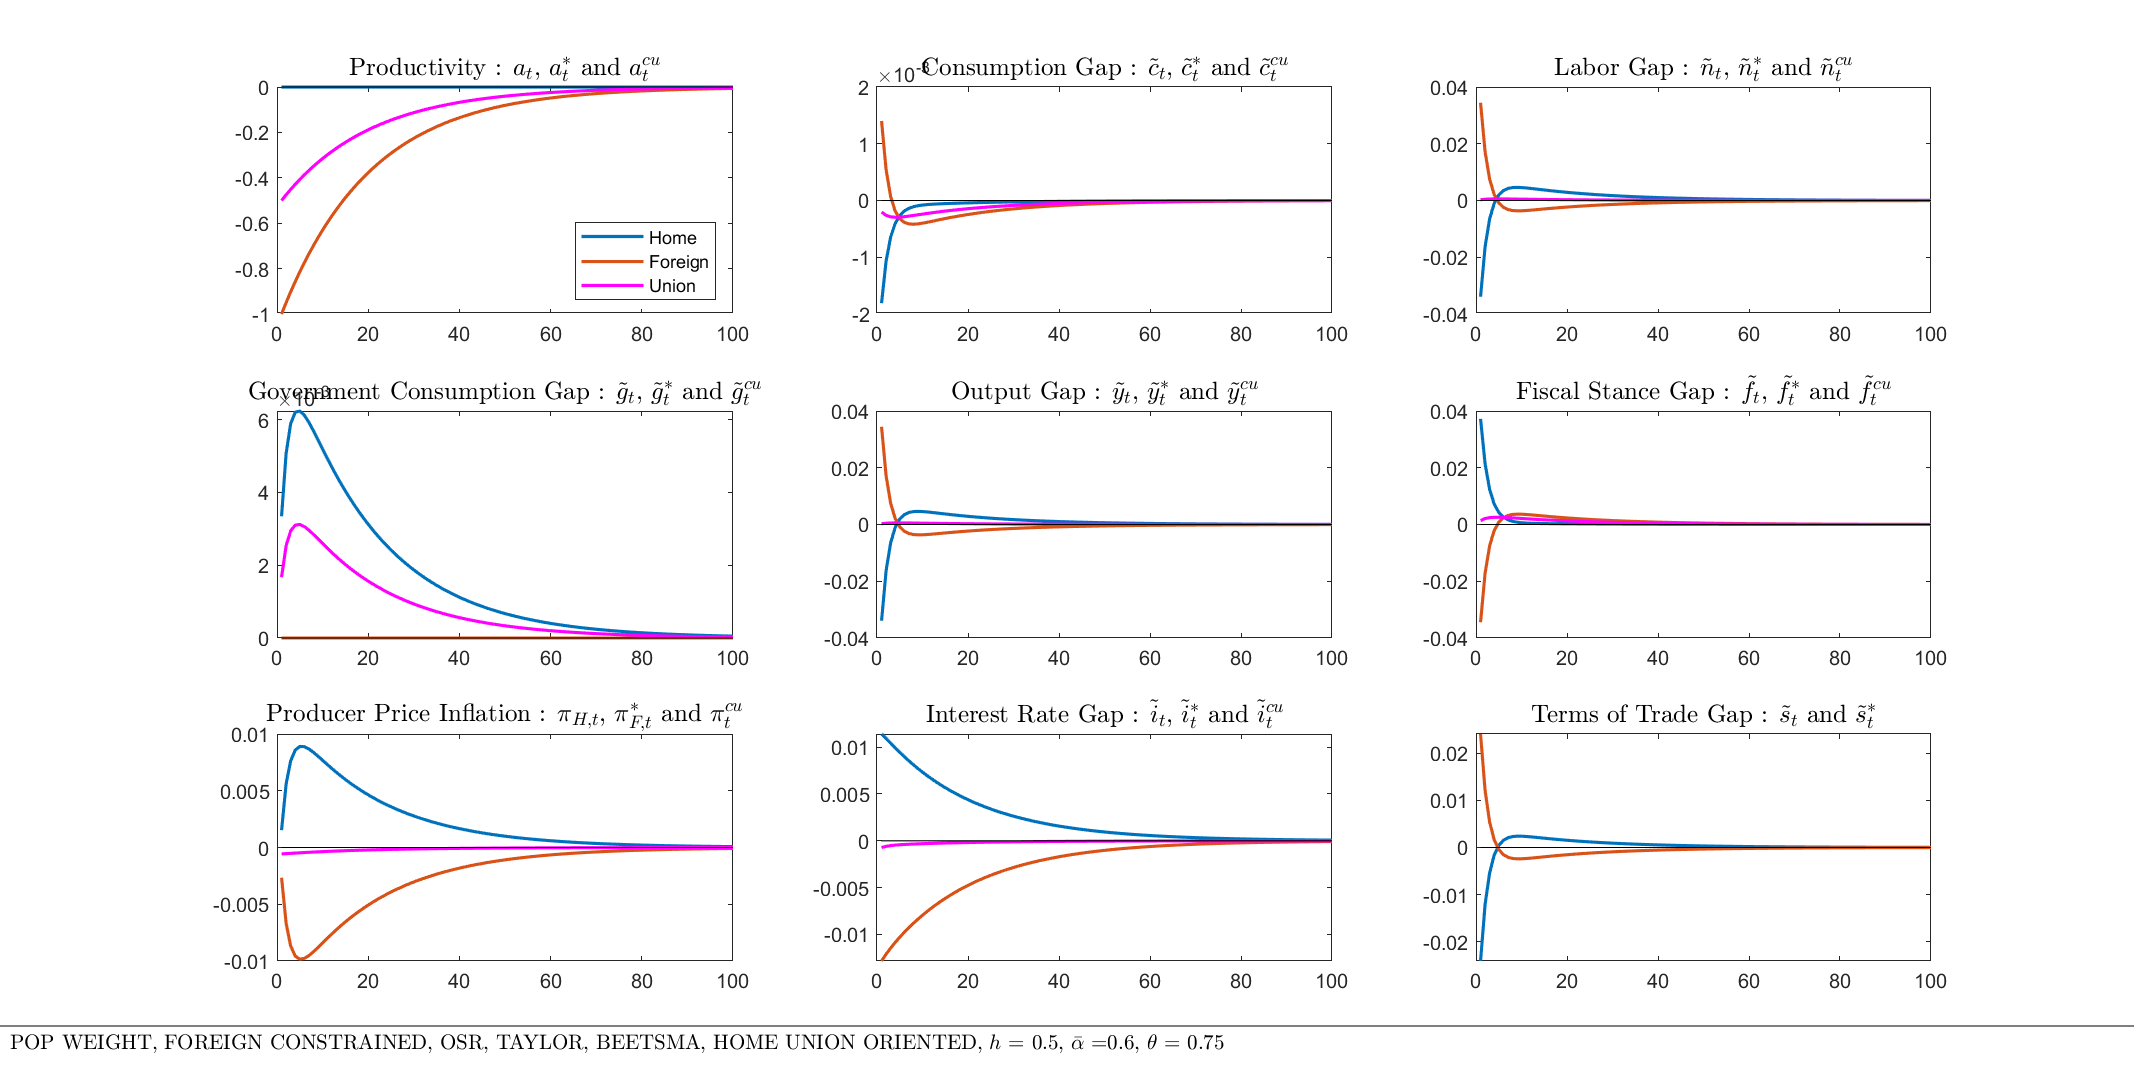 Productivity : a_t, a_t^* and a_t^{cu}
0
-0.2
-0.4
-0.6
-0.8
-1
0 20 40 60 80 100
Home
Foreign
Union
×10^{-3}
Consumption Gap : c̃_t, c̃_t^* and c̃_t^{cu}
2
1
0
-1
-2
0 20 40 60 80 100
Labor Gap : ñ_t, ñ_t^* and ñ_t^{cu}
0.04
0.02
0
-0.02
-0.04
0 20 40 60 80 100
Government Consumption Gap : g̃_t, g̃_t^* and g̃_t^{cu}
×10^{-3}
6
4
2
0
0 20 40 60 80 100
Output Gap : ỹ_t, ỹ_t^* and ỹ_t^{cu}
0.04
0.02
0
-0.02
-0.04
0 20 40 60 80 100
Fiscal Stance Gap : f̃_t, f̃_t^* and f̃_t^{cu}
0.04
0.02
0
-0.02
-0.04
0 20 40 60 80 100
Producer Price Inflation : π_{H,t}, π_{F,t}^* and π_t^{cu}
0.01
0.005
0
-0.005
-0.01
0 20 40 60 80 100
Interest Rate Gap : ĩ_t, ĩ_t^* and ĩ_t^{cu}
0.01
0.005
0
-0.005
-0.01
0 20 40 60 80 100
Terms of Trade Gap : s̃_t and s̃_t^*
0.02
0.01
0
-0.01
-0.02
0 20 40 60 80 100
POP WEIGHT, FOREIGN CONSTRAINED, OSR, TAYLOR, BEETSMA, HOME UNION ORIENTED, h = 0.5, ᾱ =0.6, θ = 0.75